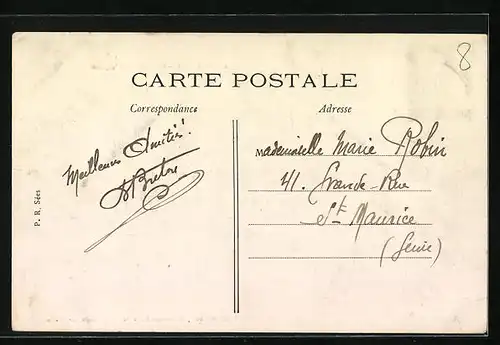 8
CARTE POSTALE
Correspondance
Adresse
Meilleures Amitiés!
Mademoiselle Marie Robin
41. Grande-Rue
St Maurice
(Seine)
P. R. Sées